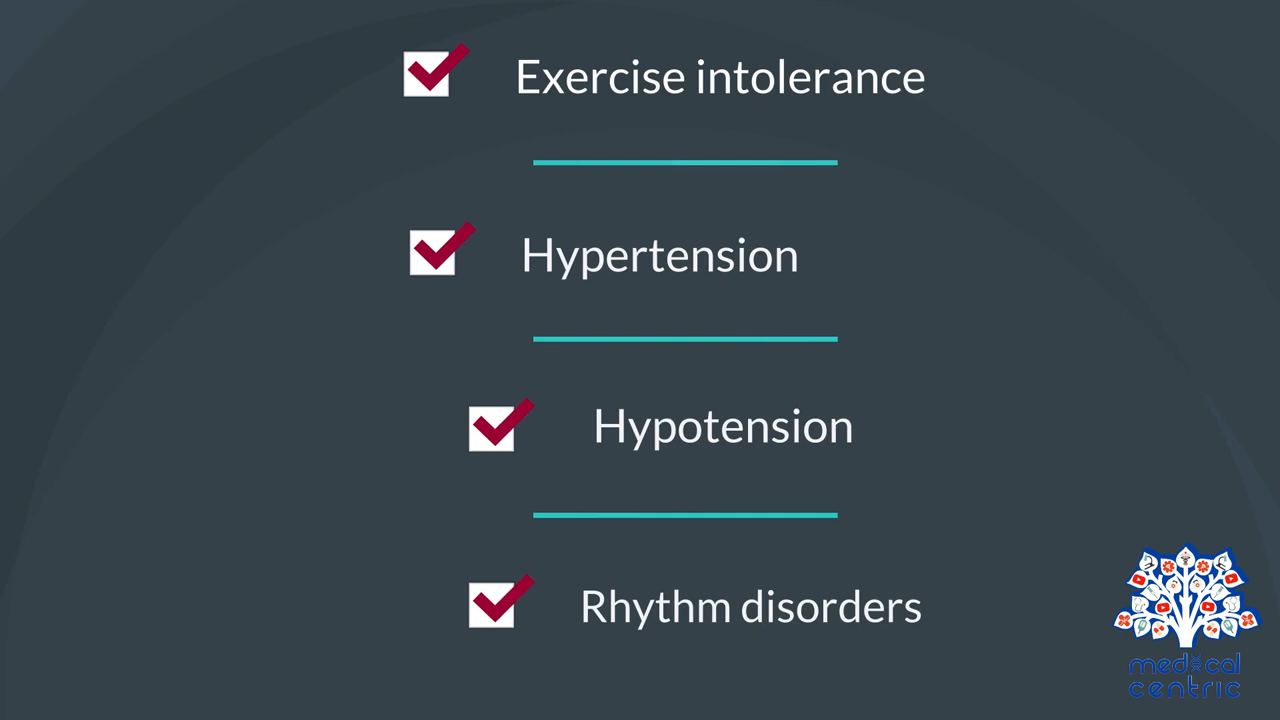 Exercise intolerance
Hypertension
Hypotension
Rhythm disorders
medical
centric